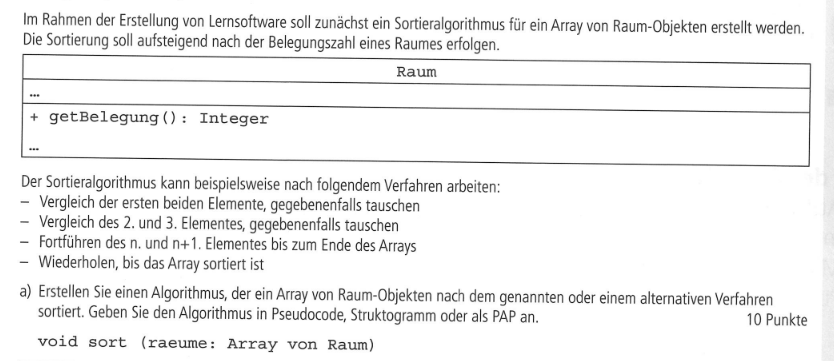 Im Rahmen der Erstellung von Lernsoftware soll zunächst ein Sortieralgorithmus für ein Array von Raum-Objekten erstellt werden.
Die Sortierung soll aufsteigend nach der Belegungszahl eines Raumes erfolgen.
Raum
...
+ getBelegung(): Integer
...
Der Sortieralgorithmus kann beispielsweise nach folgendem Verfahren arbeiten:
– Vergleich der ersten beiden Elemente, gegebenenfalls tauschen
– Vergleich des 2. und 3. Elementes, gegebenenfalls tauschen
– Fortführen des n. und n+1. Elementes bis zum Ende des Arrays
– Wiederholen, bis das Array sortiert ist
a) Erstellen Sie einen Algorithmus, der ein Array von Raum-Objekten nach dem genannten oder einem alternativen Verfahren
sortiert. Geben Sie den Algorithmus in Pseudocode, Struktogramm oder als PAP an. 10 Punkte
void sort (raeume: Array von Raum)